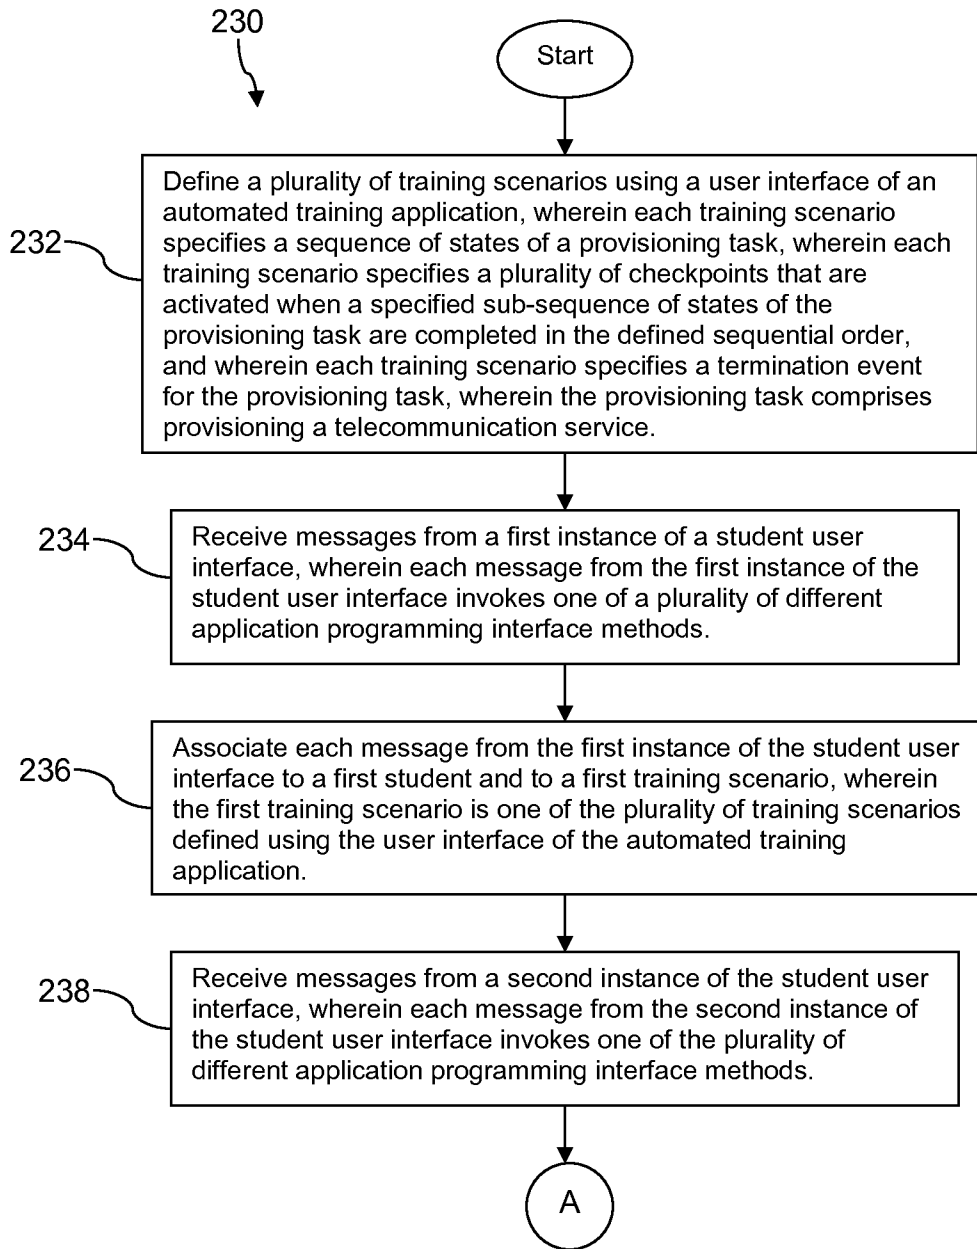 230
Start
232
Define a plurality of training scenarios using a user interface of an
automated training application, wherein each training scenario
specifies a sequence of states of a provisioning task, wherein each
training scenario specifies a plurality of checkpoints that are
activated when a specified sub-sequence of states of the
provisioning task are completed in the defined sequential order,
and wherein each training scenario specifies a termination event
for the provisioning task, wherein the provisioning task comprises
provisioning a telecommunication service.
234
Receive messages from a first instance of a student user
interface, wherein each message from the first instance of the
student user interface invokes one of a plurality of different
application programming interface methods.
236
Associate each message from the first instance of the student user
interface to a first student and to a first training scenario, wherein
the first training scenario is one of the plurality of training scenarios
defined using the user interface of the automated training
application.
238
Receive messages from a second instance of the student user
interface, wherein each message from the second instance of
the student user interface invokes one of the plurality of
different application programming interface methods.
A